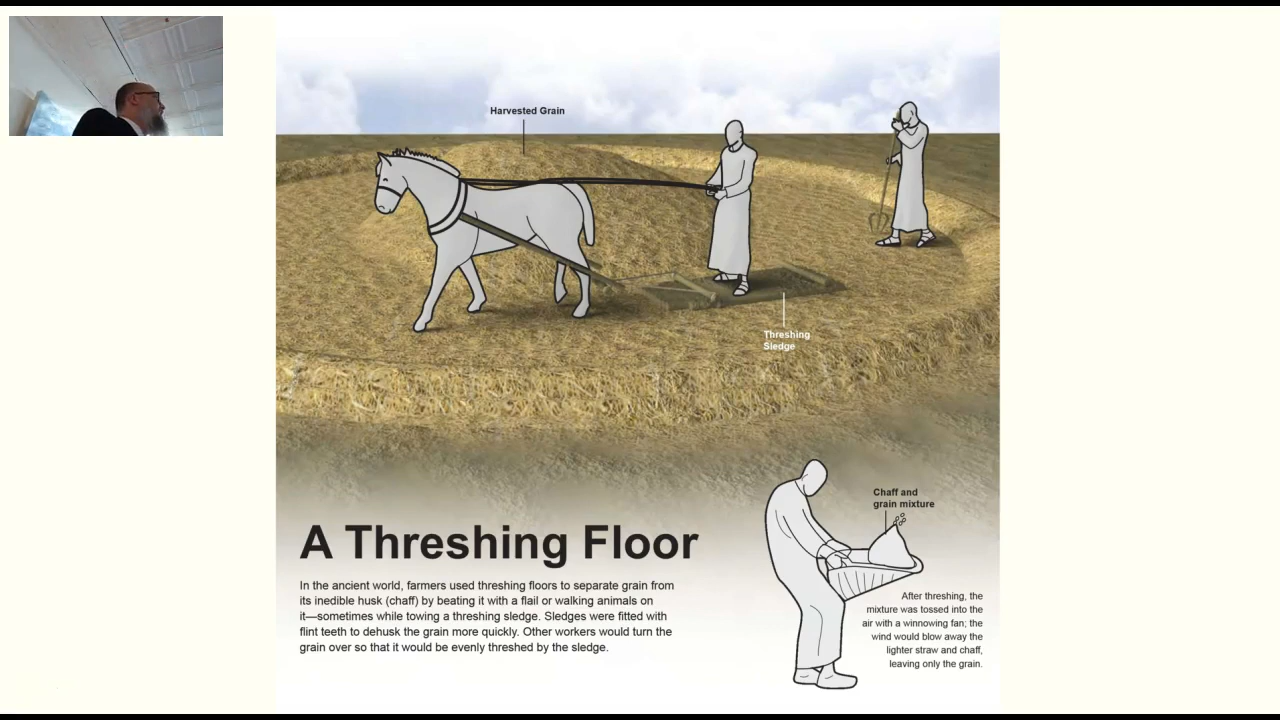 Harvested Grain
Threshing
Sledge
Chaff and
grain mixture
A Threshing Floor
In the ancient world, farmers used threshing floors to separate grain from
its inedible husk (chaff) by beating it with a flail or walking animals on
it—sometimes while towing a threshing sledge. Sledges were fitted with
flint teeth to dehusk the grain more quickly. Other workers would turn the
grain over so that it would be evenly threshed by the sledge.
After threshing, the
mixture was tossed into the
air with a winnowing fan; the
wind would blow away the
lighter straw and chaff,
leaving only the grain.